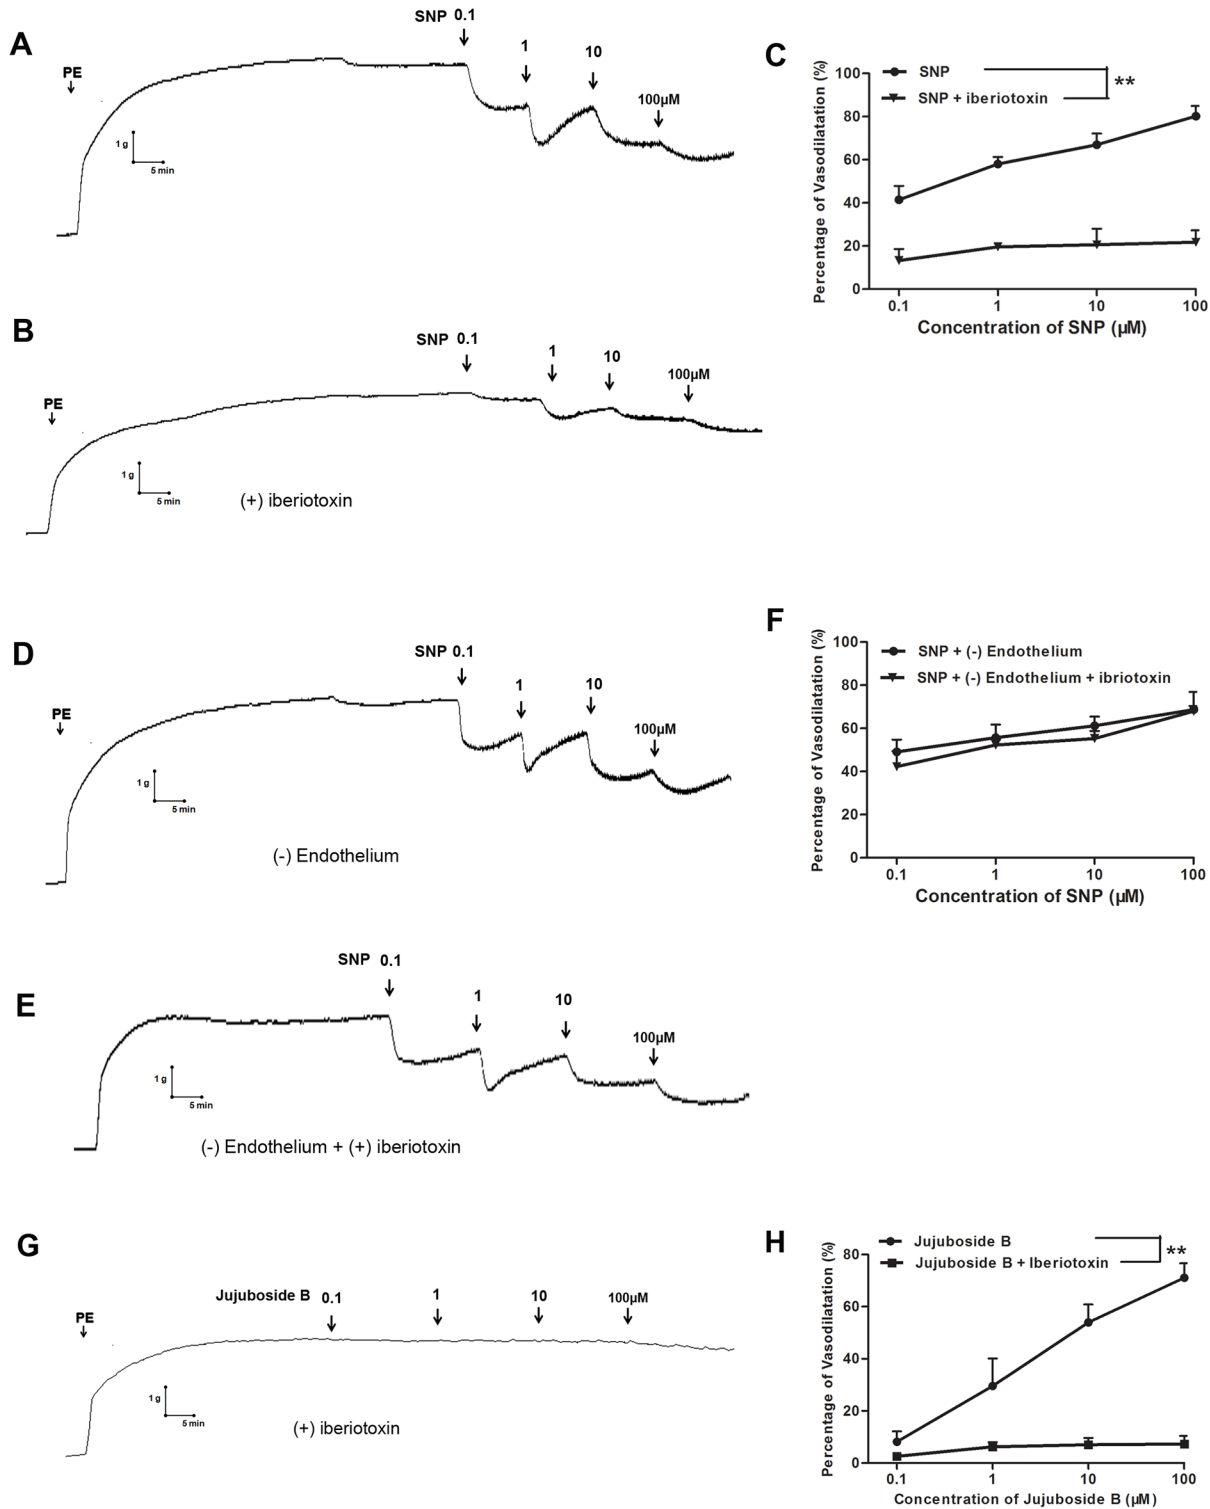 A
PE
SNP 0.1
1
10
100µM
1 g
5 min
C
Percentage of Vasodilatation (%)
100
80
60
40
20
0
SNP
SNP + iberiotoxin
**
0.1 1 10 100
Concentration of SNP (µM)
B
PE
SNP 0.1
1
10
100µM
1 g
5 min
(+) iberiotoxin
D
PE
SNP 0.1
1
10
100µM
1 g
5 min
(-) Endothelium
F
Percentage of Vasodilatation (%)
100
80
60
40
20
0
SNP + (-) Endothelium
SNP + (-) Endothelium + ibriotoxin
0.1 1 10 100
Concentration of SNP (µM)
E
SNP 0.1
1
10
100µM
1 g
5 min
(-) Endothelium + (+) iberiotoxin
G
PE
Jujuboside B 0.1
1
10
100µM
1 g
5 min
(+) iberiotoxin
H
Percentage of Vasodilatation (%)
80
60
40
20
0
Jujuboside B
Jujuboside B + Iberiotoxin
**
0.1 1 10 100
Concentration of Jujuboside B (µM)